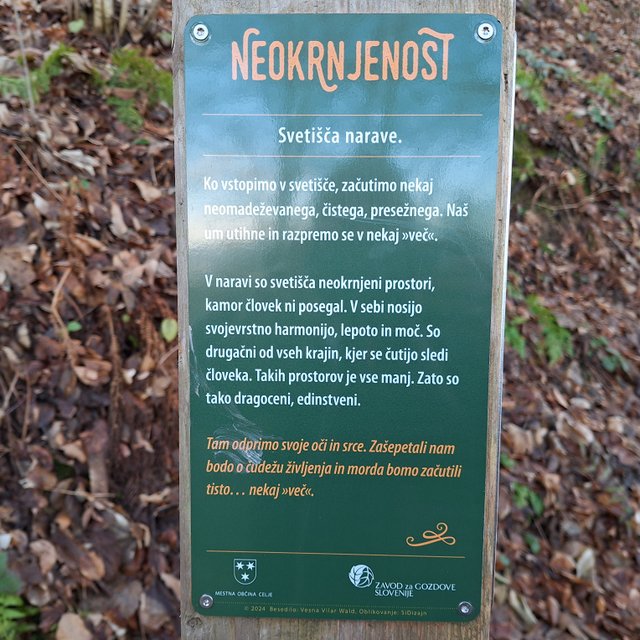 NEOKRNJENOST
Svetišča narave.
Ko vstopimo v svetišče, začutimo nekaj
neomadeževanega, čistega, presežnega. Naš
um utihne in razpremo se v nekaj »več«.
V naravi so svetišča neokrnjeni prostori,
kamor človek ni posegal. V sebi nosijo
svojevrstno harmonijo, lepoto in moč. So
drugačni od vseh krajin, kjer se čutijo sledi
človeka. Takih prostorov je vse manj. Zato so
tako dragoceni, edinstveni.
Tam odprimo svoje oči in srce. Zašepetali nam
bodo o čudežu življenja in morda bomo začutili
tisto... nekaj »več«.
MESTNA OBČINA CELJE
ZAVOD za GOZDOVE
SLOVENIJE
© 2024 Besedilo: Vesna Vilar Wald, Oblikovanje: SiDizajn